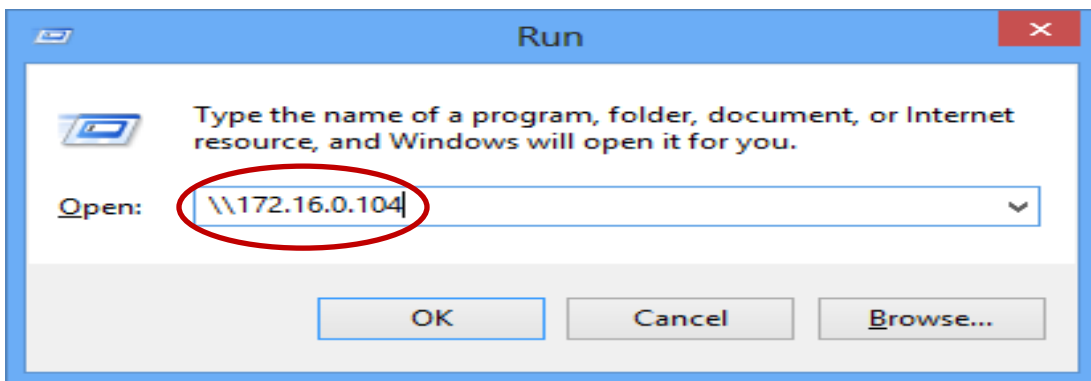 Run
Type the name of a program, folder, document, or Internet
resource, and Windows will open it for you.
Open: \\172.16.0.104
OK Cancel Browse...